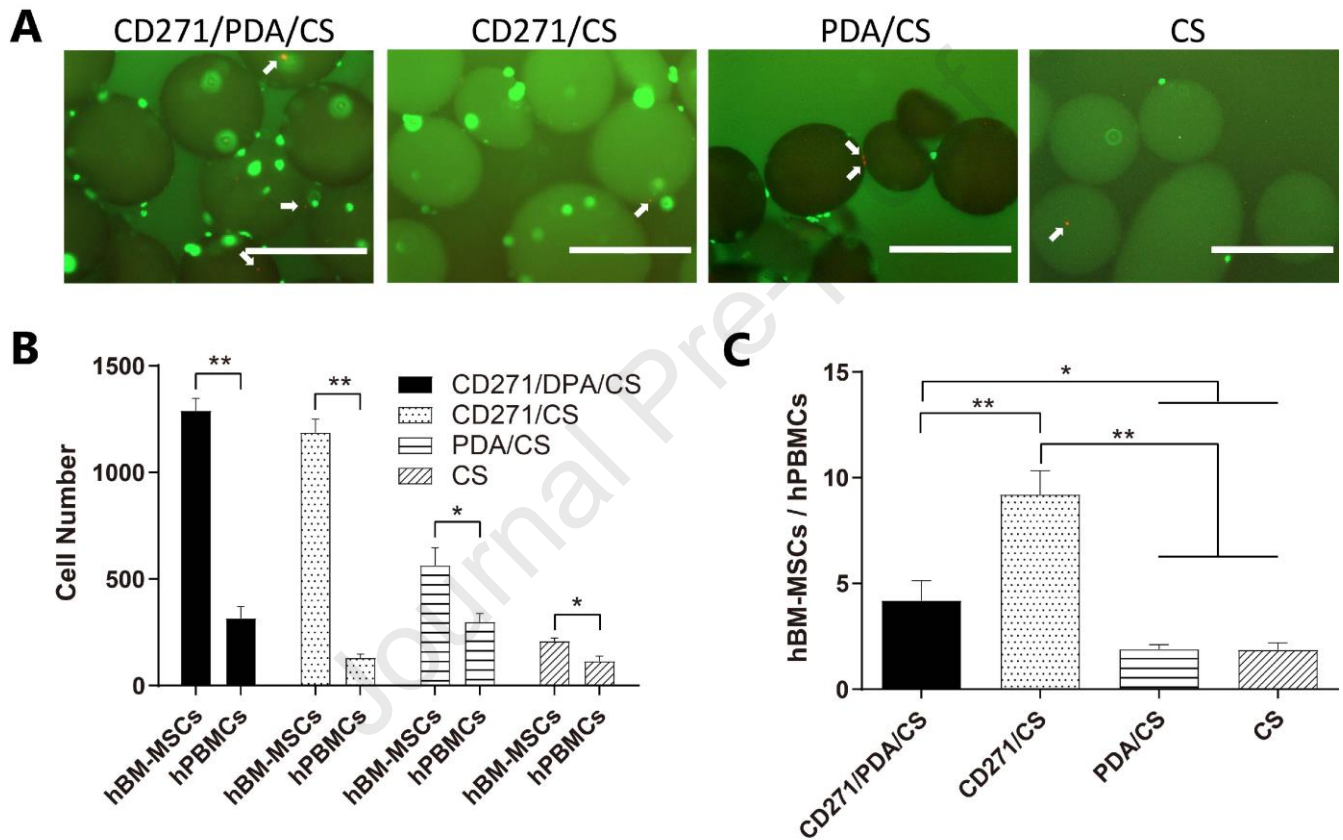 A
CD271/PDA/CS
CD271/CS
PDA/CS
CS
B
1500
1000
500
0
Cell Number
**
**
*
*
CD271/DPA/CS
CD271/CS
PDA/CS
CS
hBM-MSCs
hPBMCs
hBM-MSCs
hPBMCs
hBM-MSCs
hPBMCs
hBM-MSCs
hPBMCs
C
15
10
5
0
hBM-MSCs / hPBMCs
*
**
**
CD271/PDA/CS
CD271/CS
PDA/CS
CS
Journal Pre-